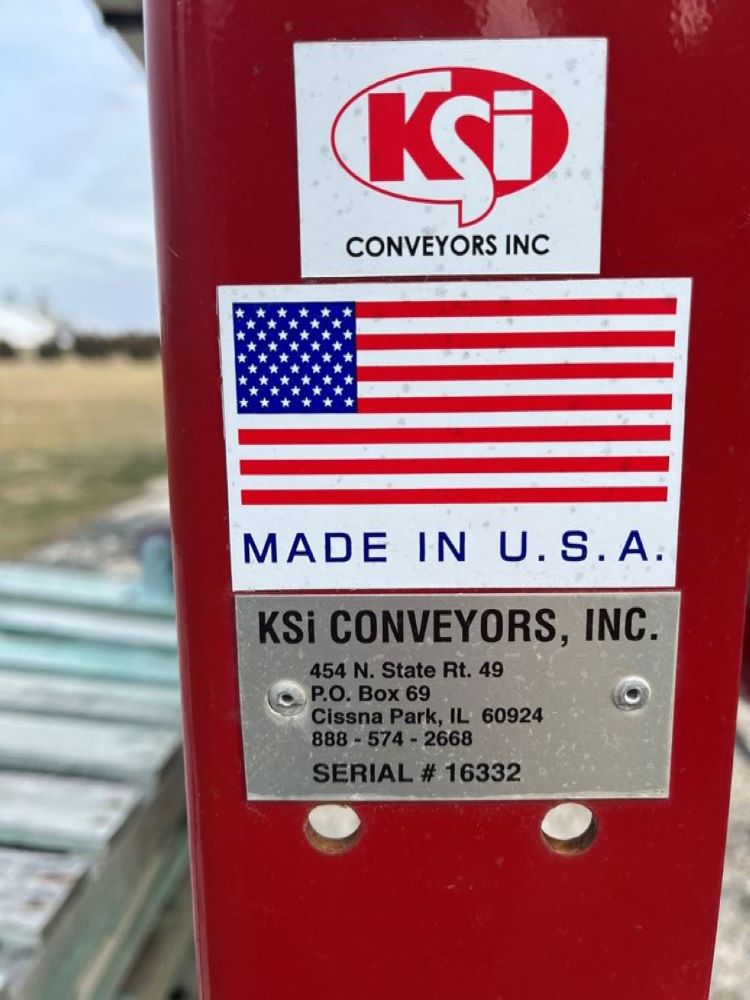 KSi
CONVEYORS INC
MADE IN U.S.A.
KSi CONVEYORS, INC.
454 N. State Rt. 49
P.O. Box 69
Cissna Park, IL 60924
888 - 574 - 2668
SERIAL # 16332